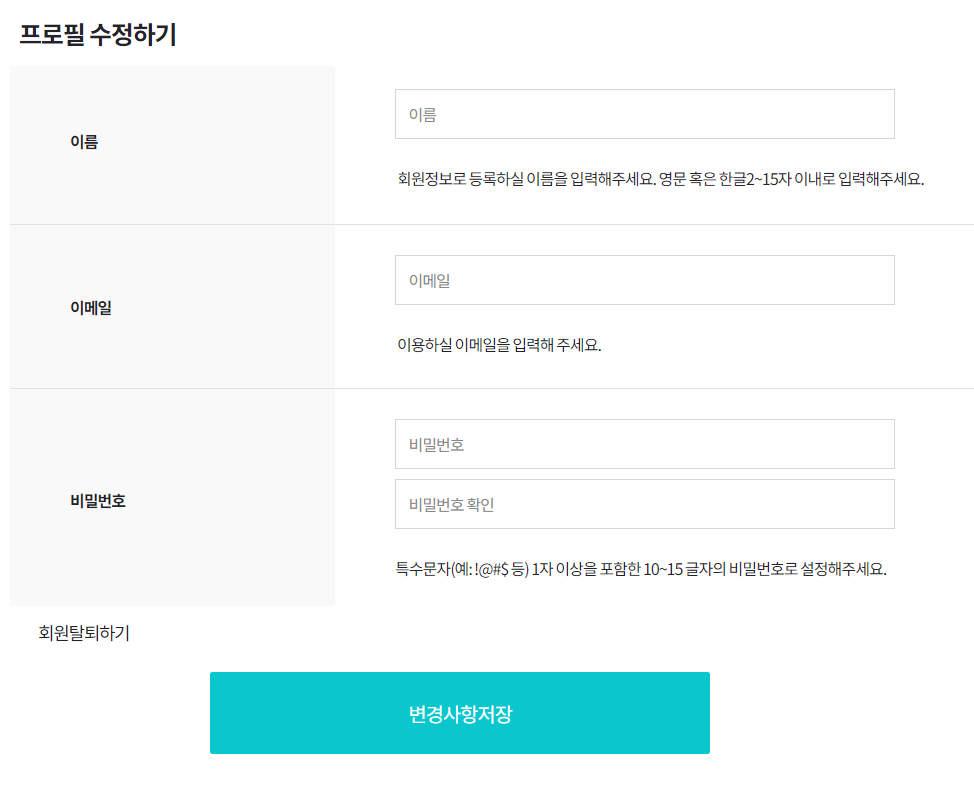 프로필 수정하기
이름
이름
회원정보로 등록하실 이름을 입력해주세요. 영문 혹은 한글2~15자 이내로 입력해주세요.
이메일
이메일
이용하실 이메일을 입력해 주세요.
비밀번호
비밀번호
비밀번호 확인
특수문자(예: !@#$ 등) 1자 이상을 포함한 10~15 글자의 비밀번호로 설정해주세요.
회원탈퇴하기
변경사항저장